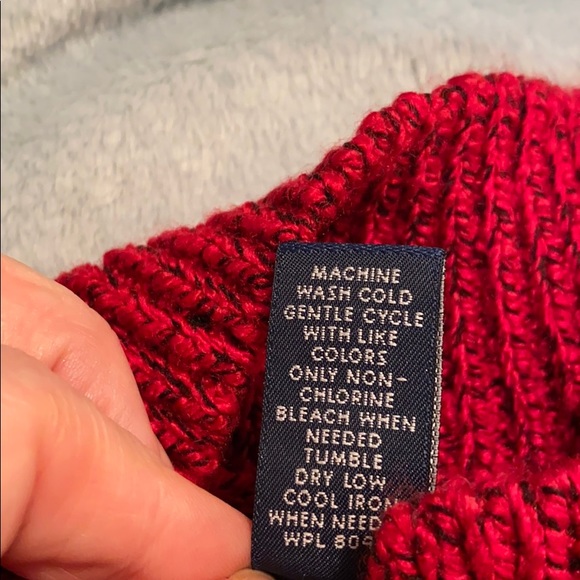 MACHINE
WASH COLD
GENTLE CYCLE
WITH LIKE
COLORS
ONLY NON-
CHLORINE
BLEACH WHEN
NEEDED
TUMBLE
DRY LOW
COOL IRON
WHEN
WPL